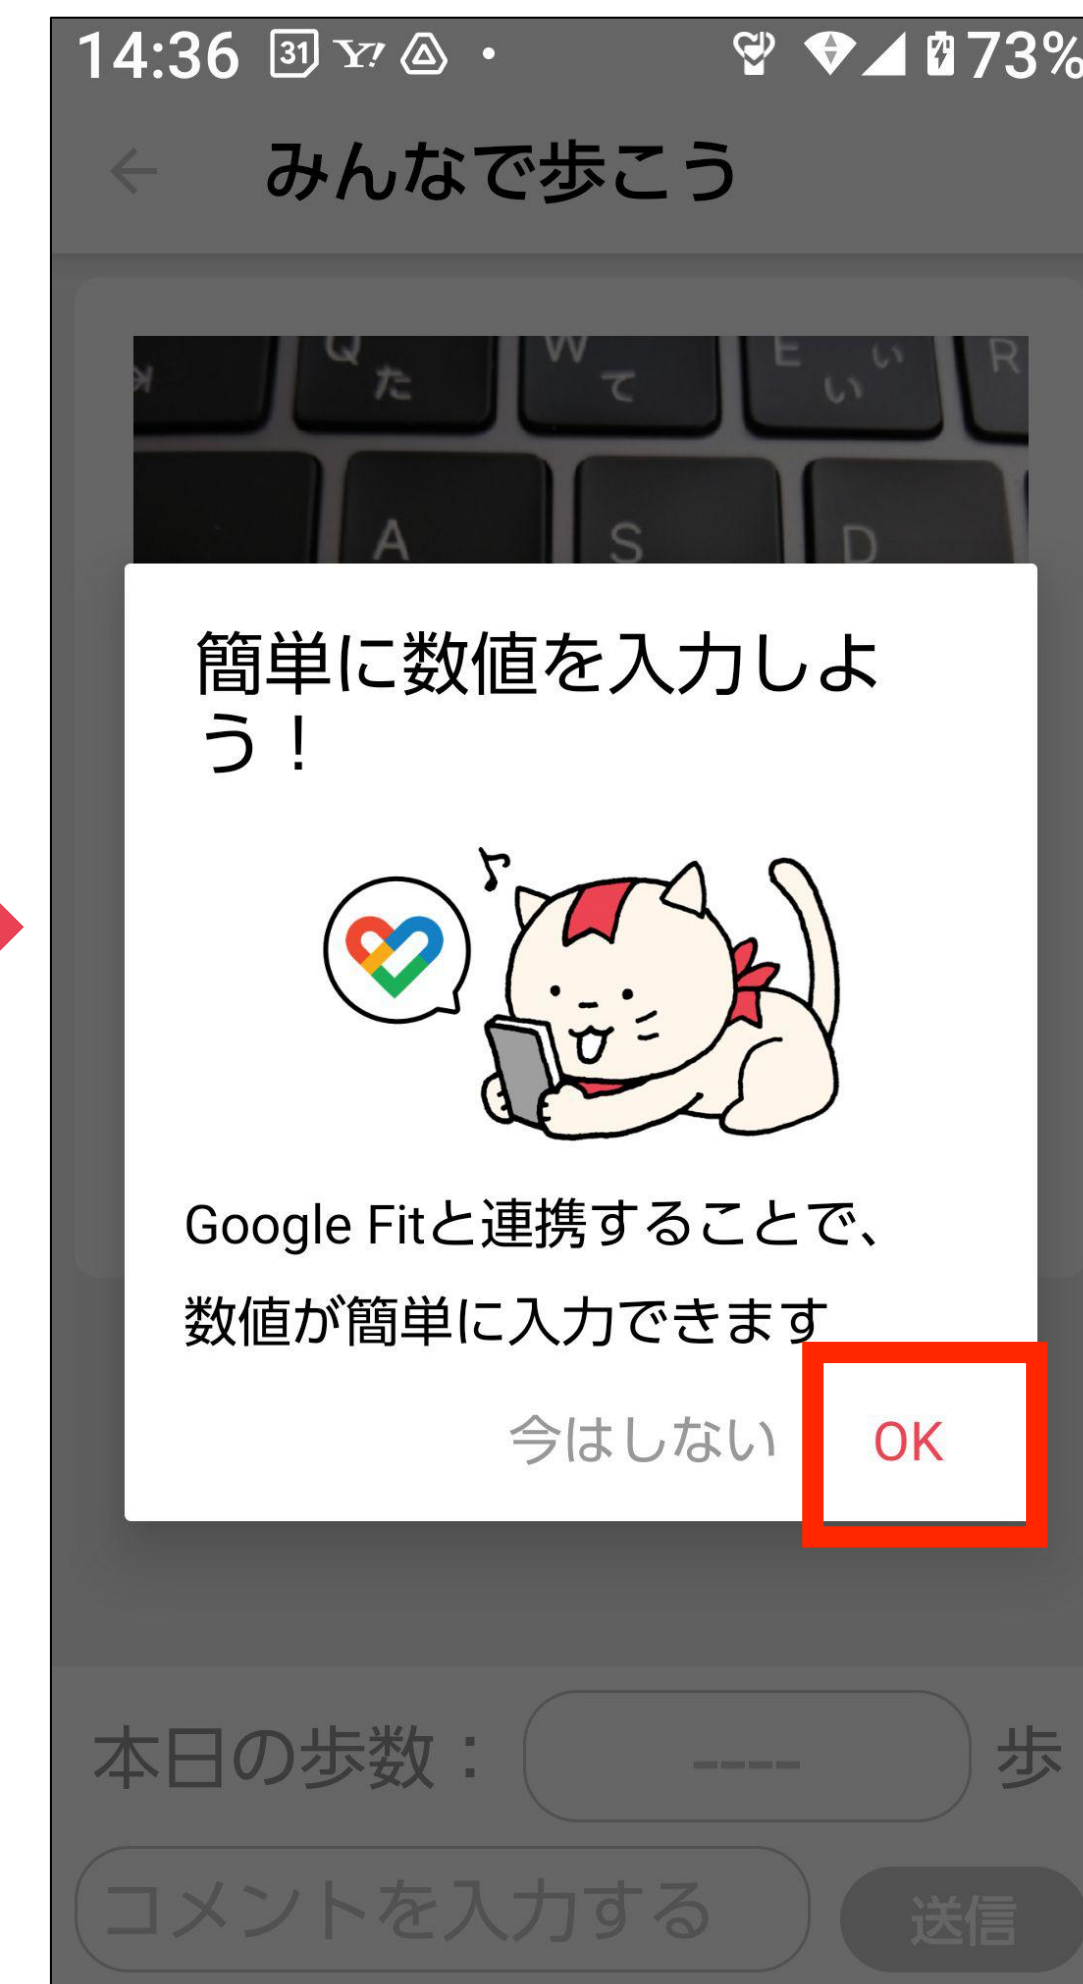 14:36 31 Y! 73%
みんなで歩こう
Q W E い R
た て い
A S D
簡単に数値を入力しよ
う！
Google Fitと連携することで、
数値が簡単に入力できます
今はしない OK
本日の歩数： ---- 歩
コメントを入力する 送信